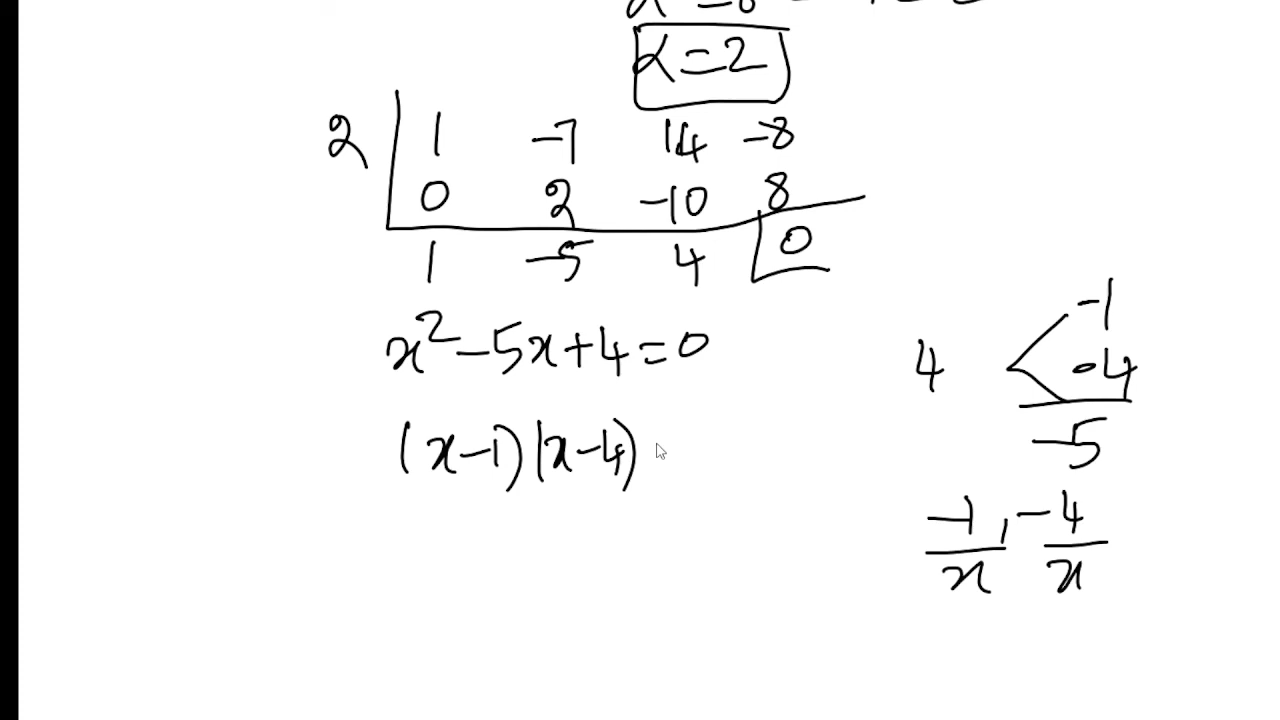 α = 2
2 | 1 -7 14 -8
0 2 -10 8
1 -5 4 | 0
x² - 5x + 4 = 0
(x-1)(x-4)
4 < -1
-4
-5
-1/x, -4/x